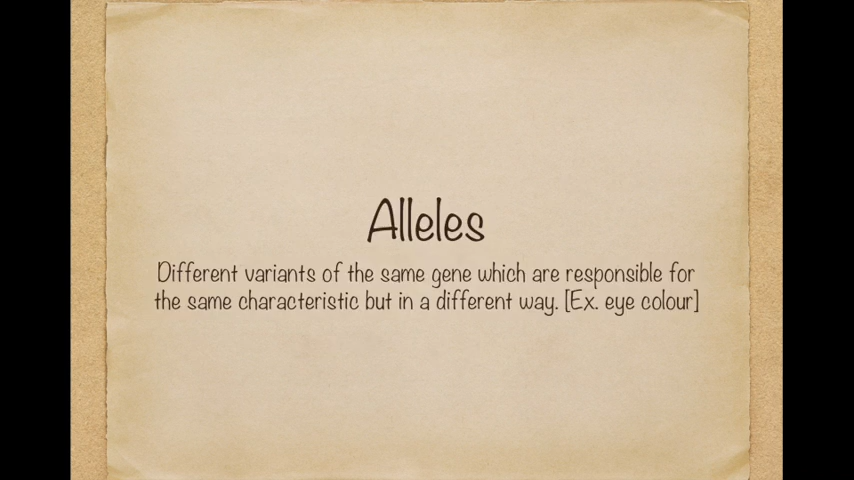 Alleles
Different variants of the same gene which are responsible for
the same characteristic but in a different way. [Ex. eye colour]